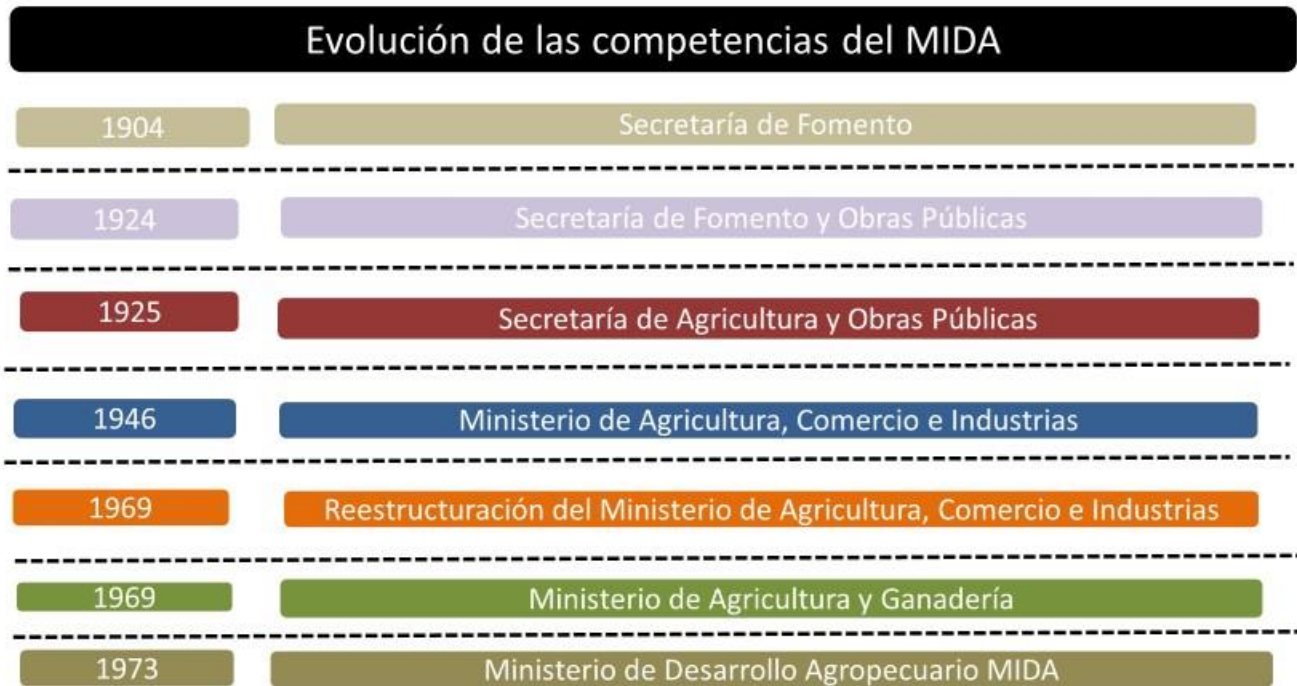 Evolución de las competencias del MIDA
1904
Secretaría de Fomento
1924
Secretaría de Fomento y Obras Públicas
1925
Secretaría de Agricultura y Obras Públicas
1946
Ministerio de Agricultura, Comercio e Industrias
1969
Reestructuración del Ministerio de Agricultura, Comercio e Industrias
1969
Ministerio de Agricultura y Ganadería
1973
Ministerio de Desarrollo Agropecuario MIDA